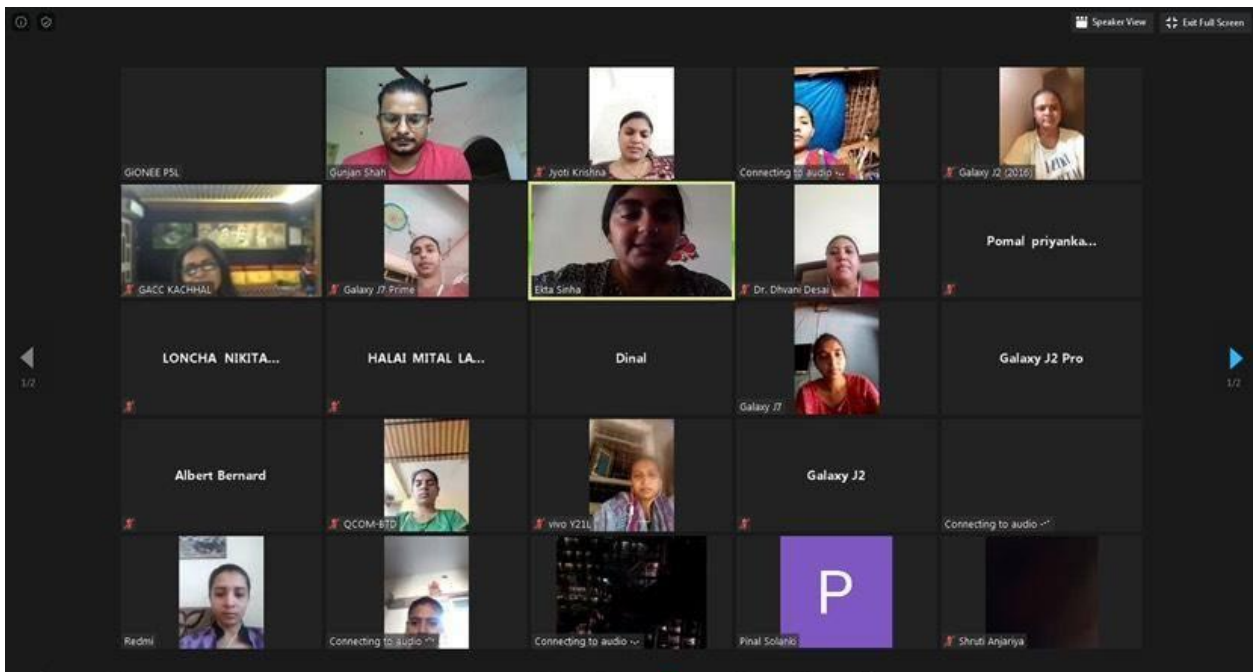 Speaker View
Exit Full Screen
GIONEE P5L
Gunjan Shah
Jyoti Krishna
Connecting to audio
Galaxy J2 (2016)
GACC KACHHAL
Galaxy J7 Prime
Ekta Sinha
Dr. Dhvani Desai
Pomal priyanka...
LONCHA NIKITA...
HALAI MITAL LA...
Dinal
Galaxy J7
Galaxy J2 Pro
1/2
1/2
Albert Bernard
QCOM-BTD
vivo Y21L
Galaxy J2
Connecting to audio
Redmi
Connecting to audio
Connecting to audio
P
Pinal Solanki
Shruti Anjariya